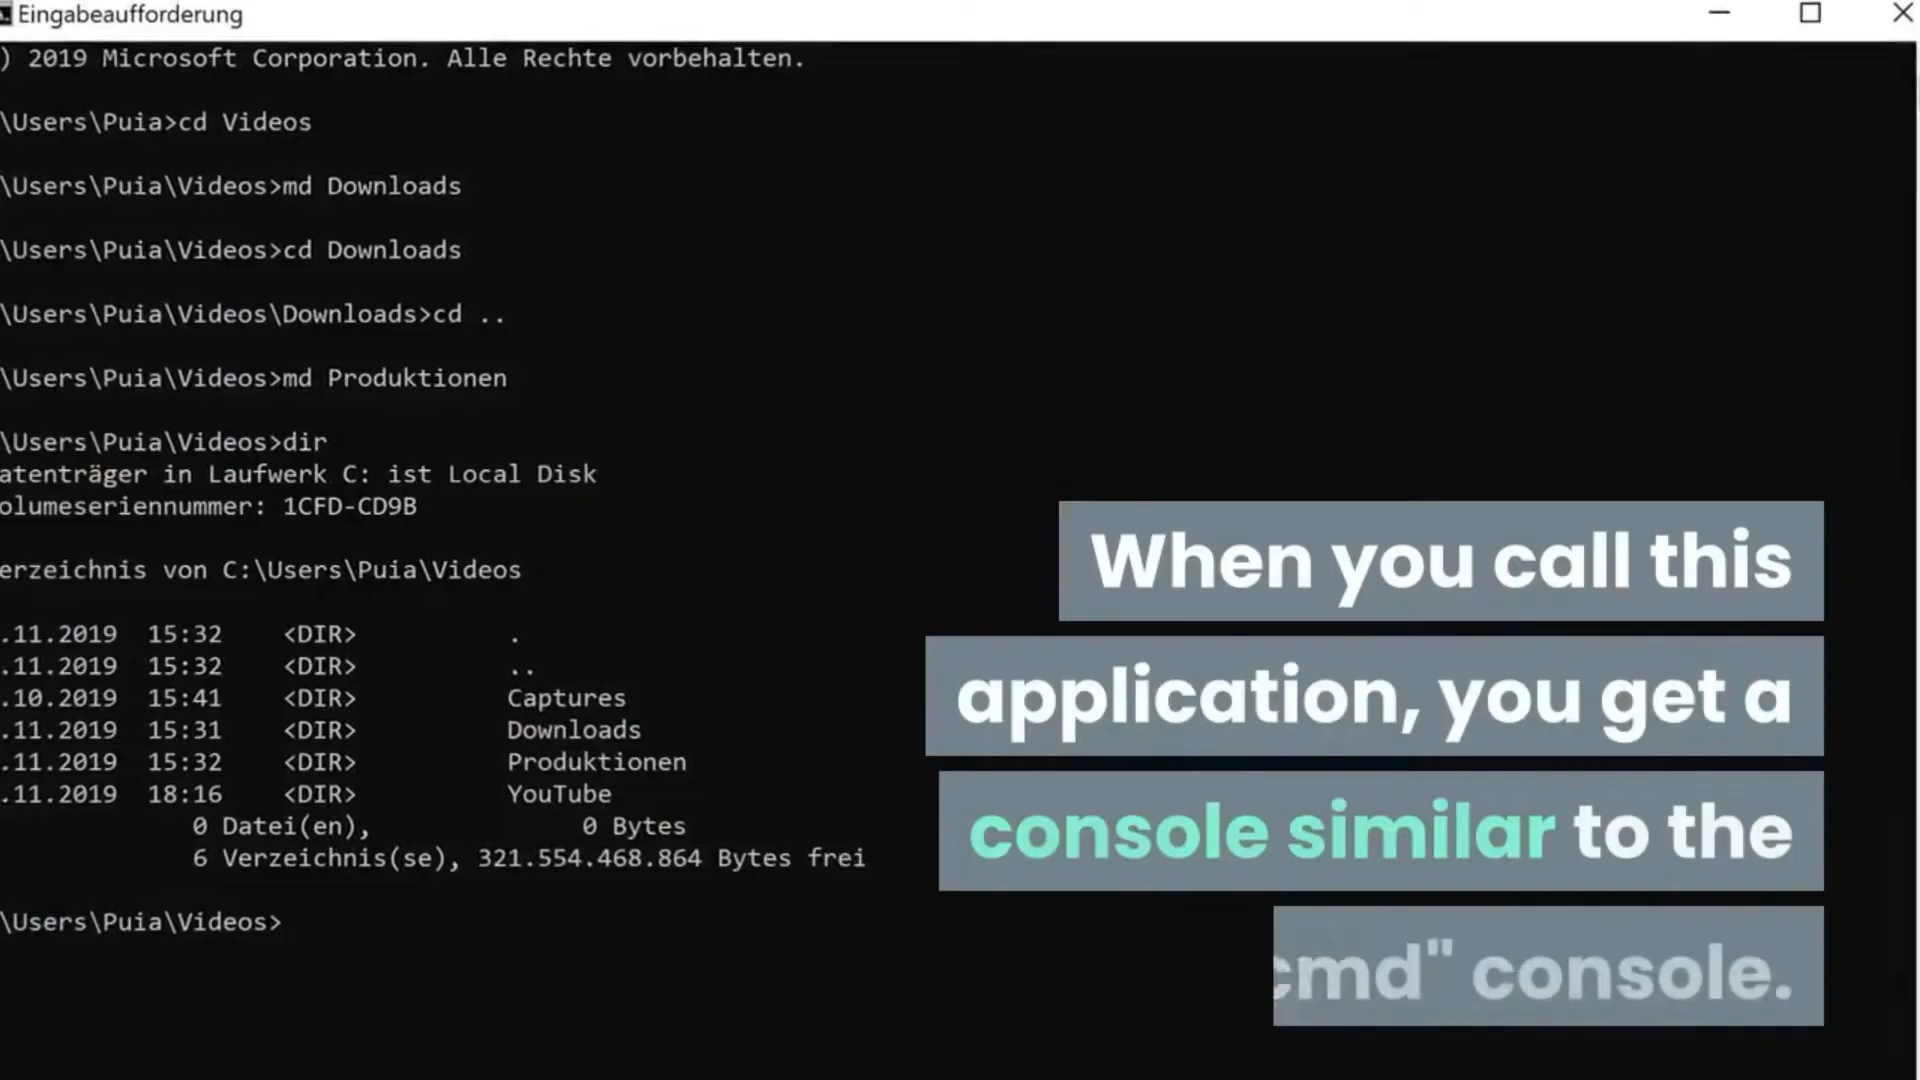 Eingabeaufforderung
) 2019 Microsoft Corporation. Alle Rechte vorbehalten.
\Users\Puia>cd Videos
\Users\Puia\Videos>md Downloads
\Users\Puia\Videos>cd Downloads
\Users\Puia\Videos\Downloads>cd ..
\Users\Puia\Videos>md Produktionen
\Users\Puia\Videos>dir
atenträger in Laufwerk C: ist Local Disk
olumeseriennummer: 1CFD-CD9B
erzeichnis von C:\Users\Puia\Videos
.11.2019 15:32 <DIR> .
.11.2019 15:32 <DIR> ..
.10.2019 15:41 <DIR> Captures
.11.2019 15:31 <DIR> Downloads
.11.2019 15:32 <DIR> Produktionen
.11.2019 18:16 <DIR> YouTube
0 Datei(en), 0 Bytes
6 Verzeichnis(se), 321.554.468.864 Bytes frei
\Users\Puia\Videos>
When you call this
application, you get a
console similar to the
cmd" console.